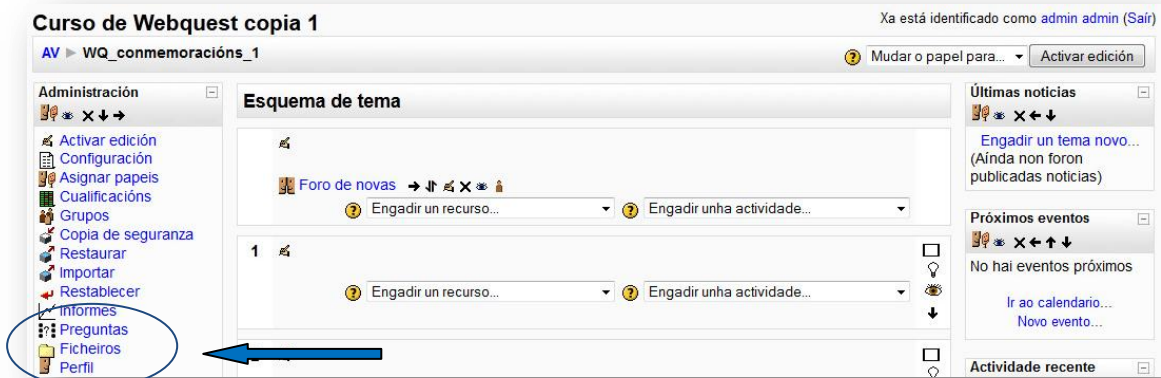 Curso de Webquest copia 1
Xa está identificado como admin admin (Saír)
AV ► WQ_conmemoracións_1
Mudar o papel para...
Activar edición
Administración
Activar edición
Configuración
Asignar papeis
Cualificacións
Grupos
Copia de seguranza
Restaurar
Importar
Restablecer
Informes
Preguntas
Ficheiros
Perfil
Esquema de tema
Foro de novas
Engadir un recurso...
Engadir unha actividade...
1
Engadir un recurso...
Engadir unha actividade...
Últimas noticias
Engadir un tema novo...
(Aínda non foron
publicadas noticias)
Próximos eventos
No hai eventos próximos
Ir ao calendario...
Novo evento...
Actividade recente